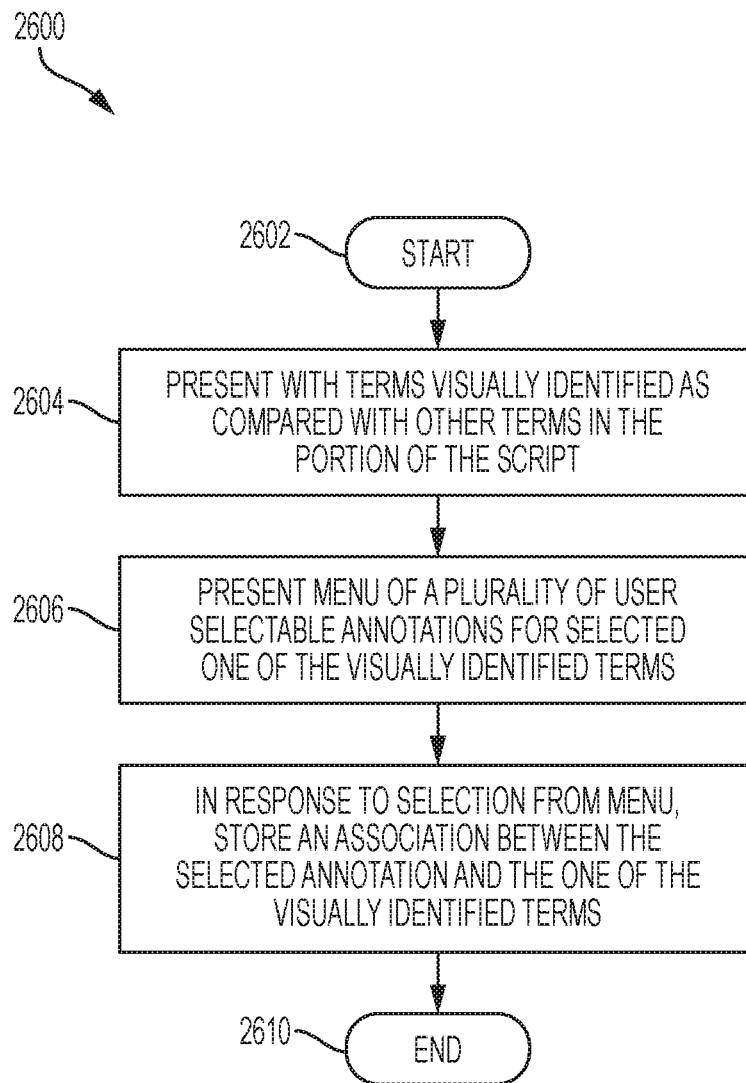 2600
2602
START
2604
PRESENT WITH TERMS VISUALLY IDENTIFIED AS
COMPARED WITH OTHER TERMS IN THE
PORTION OF THE SCRIPT
2606
PRESENT MENU OF A PLURALITY OF USER
SELECTABLE ANNOTATIONS FOR SELECTED
ONE OF THE VISUALLY IDENTIFIED TERMS
2608
IN RESPONSE TO SELECTION FROM MENU,
STORE AN ASSOCIATION BETWEEN THE
SELECTED ANNOTATION AND THE ONE OF THE
VISUALLY IDENTIFIED TERMS
2610
END